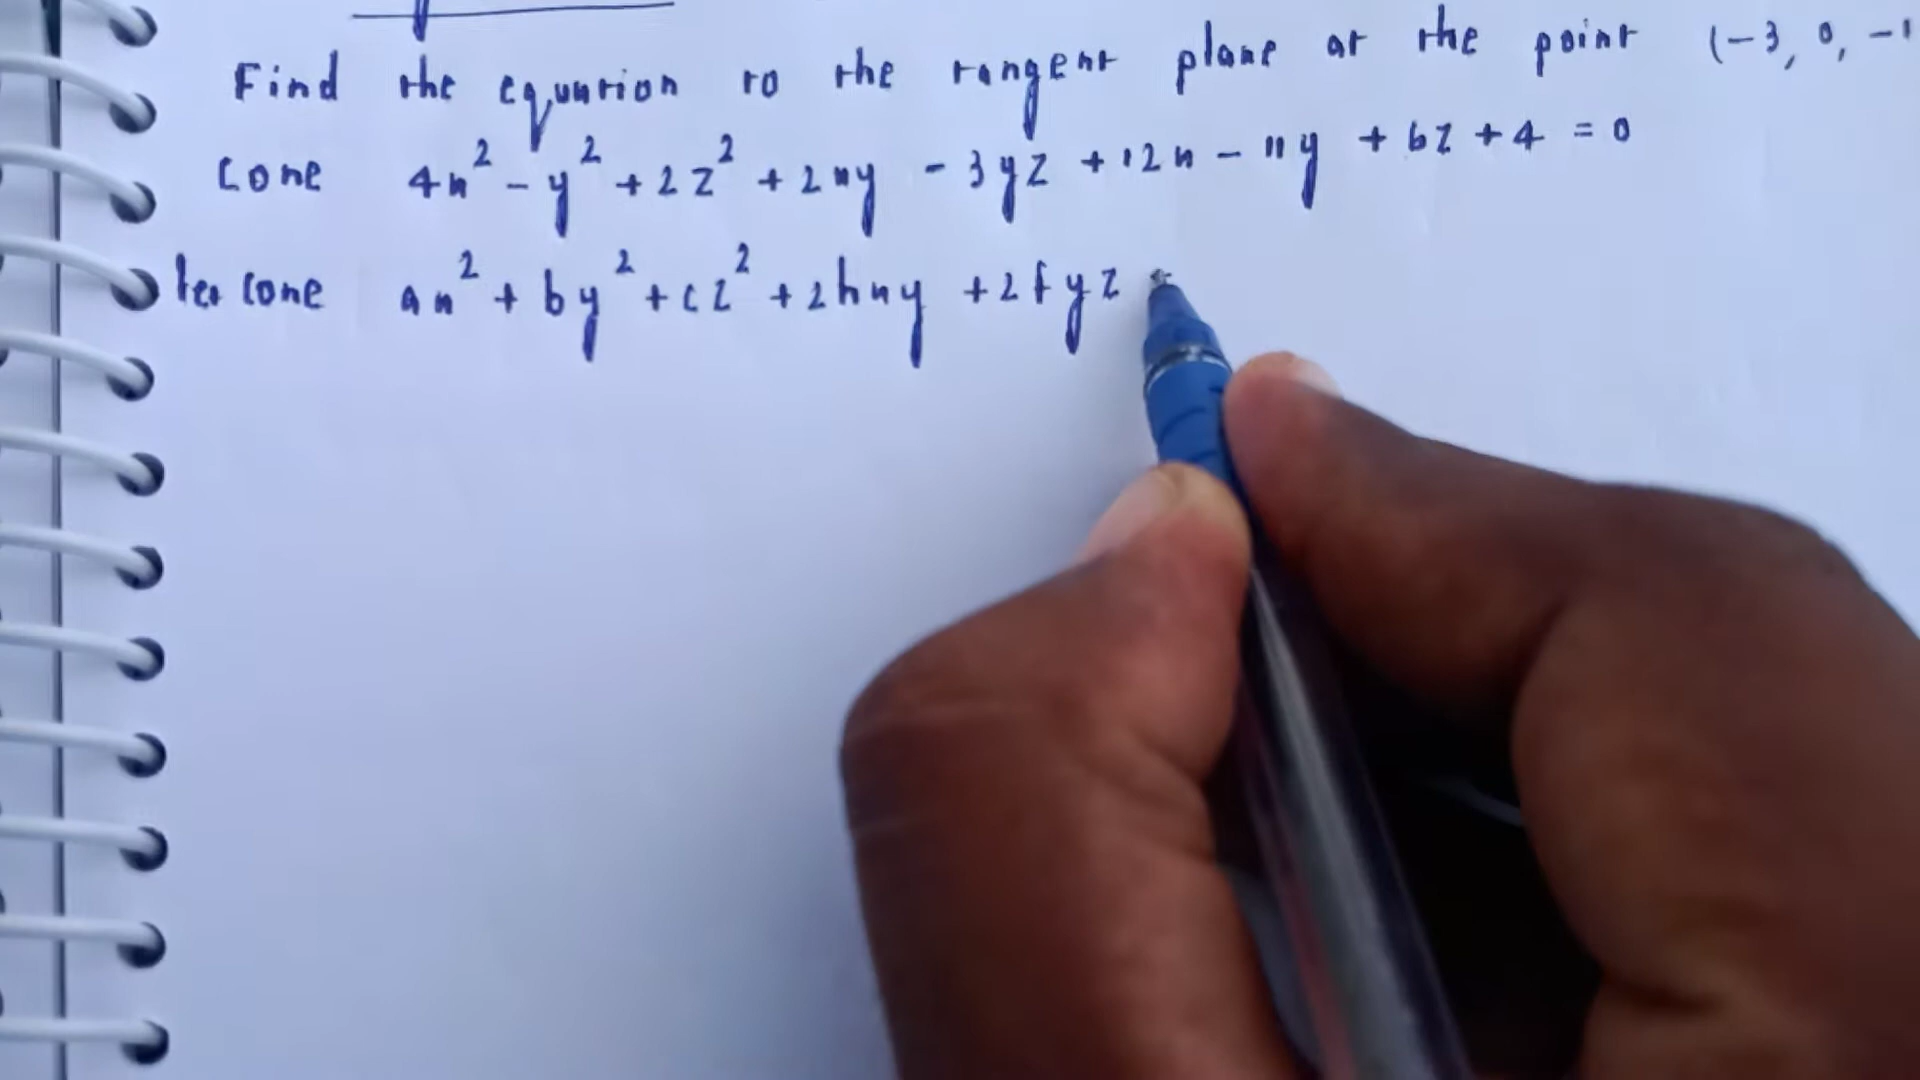 Find the equation to the tangent plane at the point (-3, 0, -1
Cone 4x² - y² + 2z² + 2xy - 3yz + 12x - 11y + 6z + 4 = 0
let cone ax² + by² + cz² + 2hxy + 2fyz